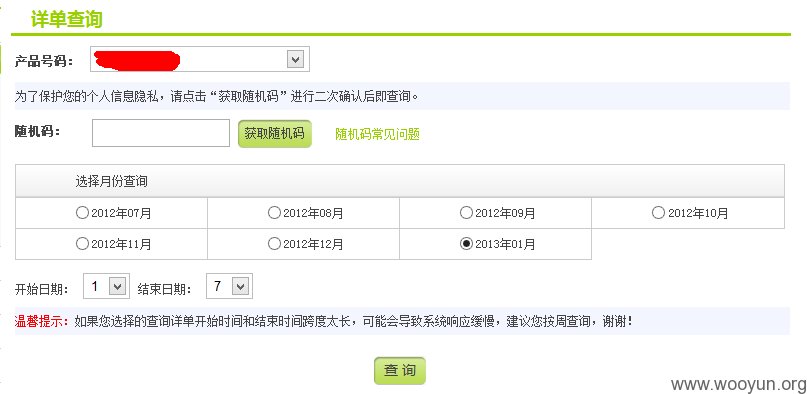 详单查询
产品号码：
为了保护您的个人信息隐私，请点击“获取随机码”进行二次确认后即查询。
随机码： 获取随机码 随机码常见问题
选择月份查询
2012年07月 2012年08月 2012年09月 2012年10月
2012年11月 2012年12月 2013年01月
开始日期： 1 结束日期： 7
温馨提示：如果您选择的查询详单开始时间和结束时间跨度太长，可能会导致系统响应缓慢，建议您按周查询，谢谢！
查 询
www.wooyun.org